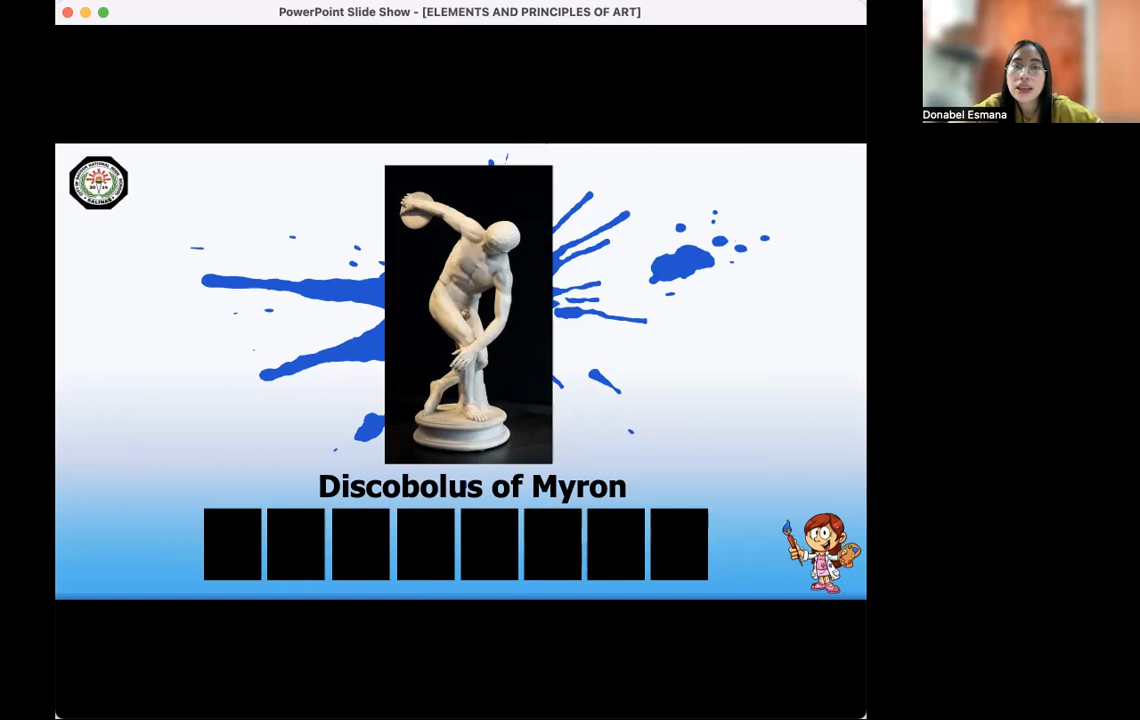 PowerPoint Slide Show - [ELEMENTS AND PRINCIPLES OF ART]
Donabel Esmana
Discobolus of Myron